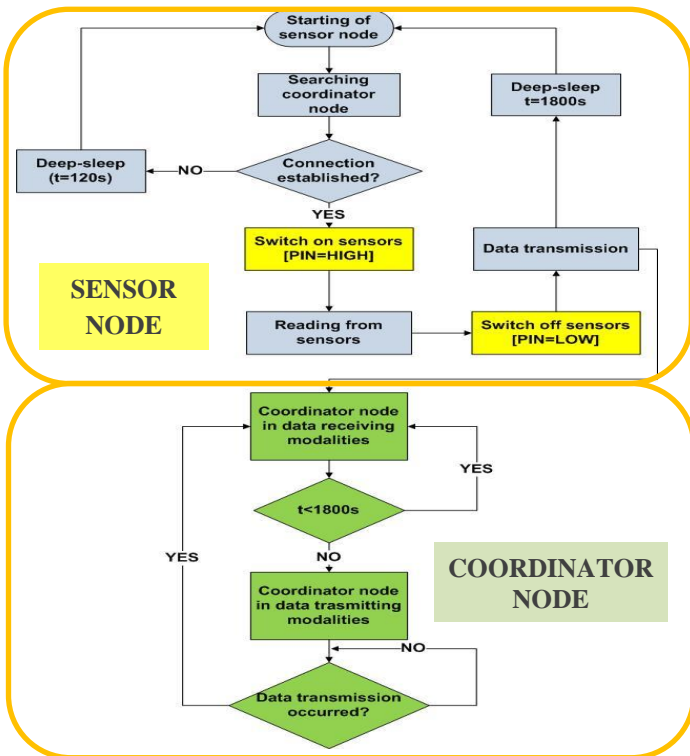 Starting of
sensor node
Searching
coordinator
node
Deep-sleep
t=1800s
Deep-sleep
(t=120s)
NO
Connection
established?
YES
Switch on sensors
[PIN=HIGH]
Data transmission
SENSOR
NODE
Reading from
sensors
Switch off sensors
[PIN=LOW]
Coordinator node
in data receiving
modalities
YES
t<1800s
YES
NO
COORDINATOR
NODE
Coordinator node
in data trasmitting
modalities
NO
Data transmission
occurred?